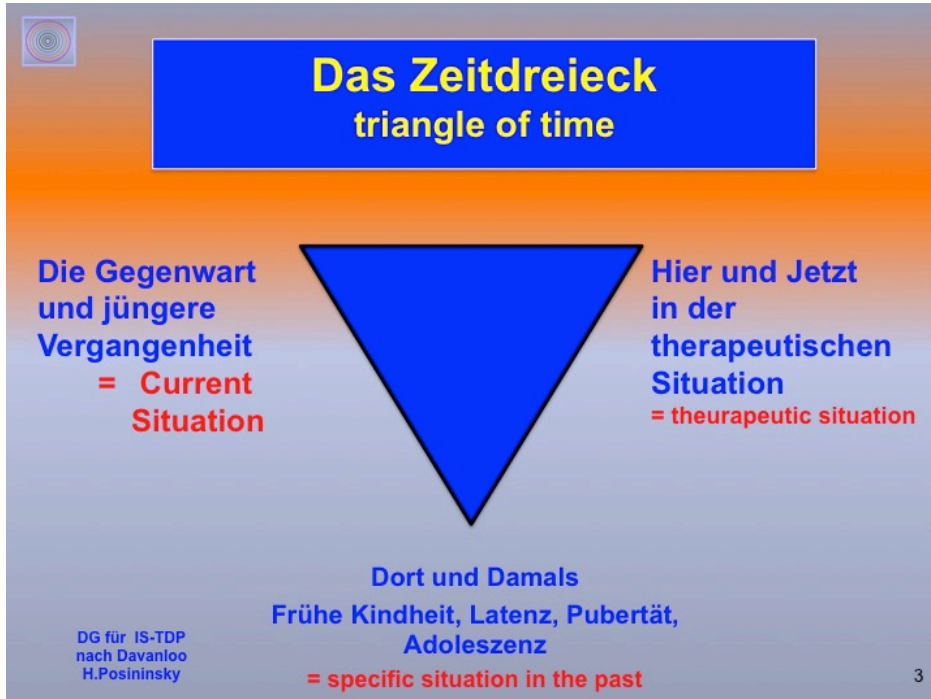 Das Zeitdreieck
triangle of time
Die Gegenwart
und jüngere
Vergangenheit
= Current
Situation
Hier und Jetzt
in der
therapeutischen
Situation
= theurapeutic situation
Dort und Damals
Frühe Kindheit, Latenz, Pubertät,
Adoleszenz
= specific situation in the past
DG für IS-TDP
nach Davanloo
H.Posininsky
3